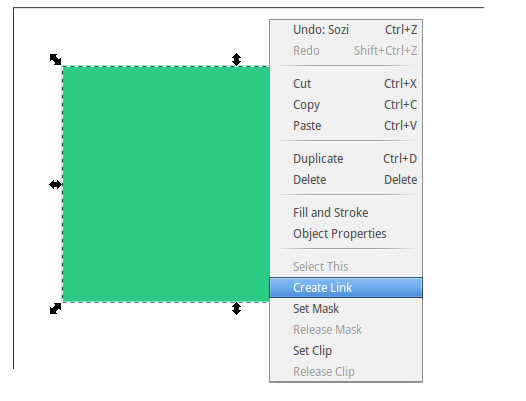 Undo: Sozi Ctrl+Z
Redo Shift+Ctrl+Z
Cut Ctrl+X
Copy Ctrl+C
Paste Ctrl+V
Duplicate Ctrl+D
Delete Delete
Fill and Stroke
Object Properties
Select This
Create Link
Set Mask
Release Mask
Set Clip
Release Clip